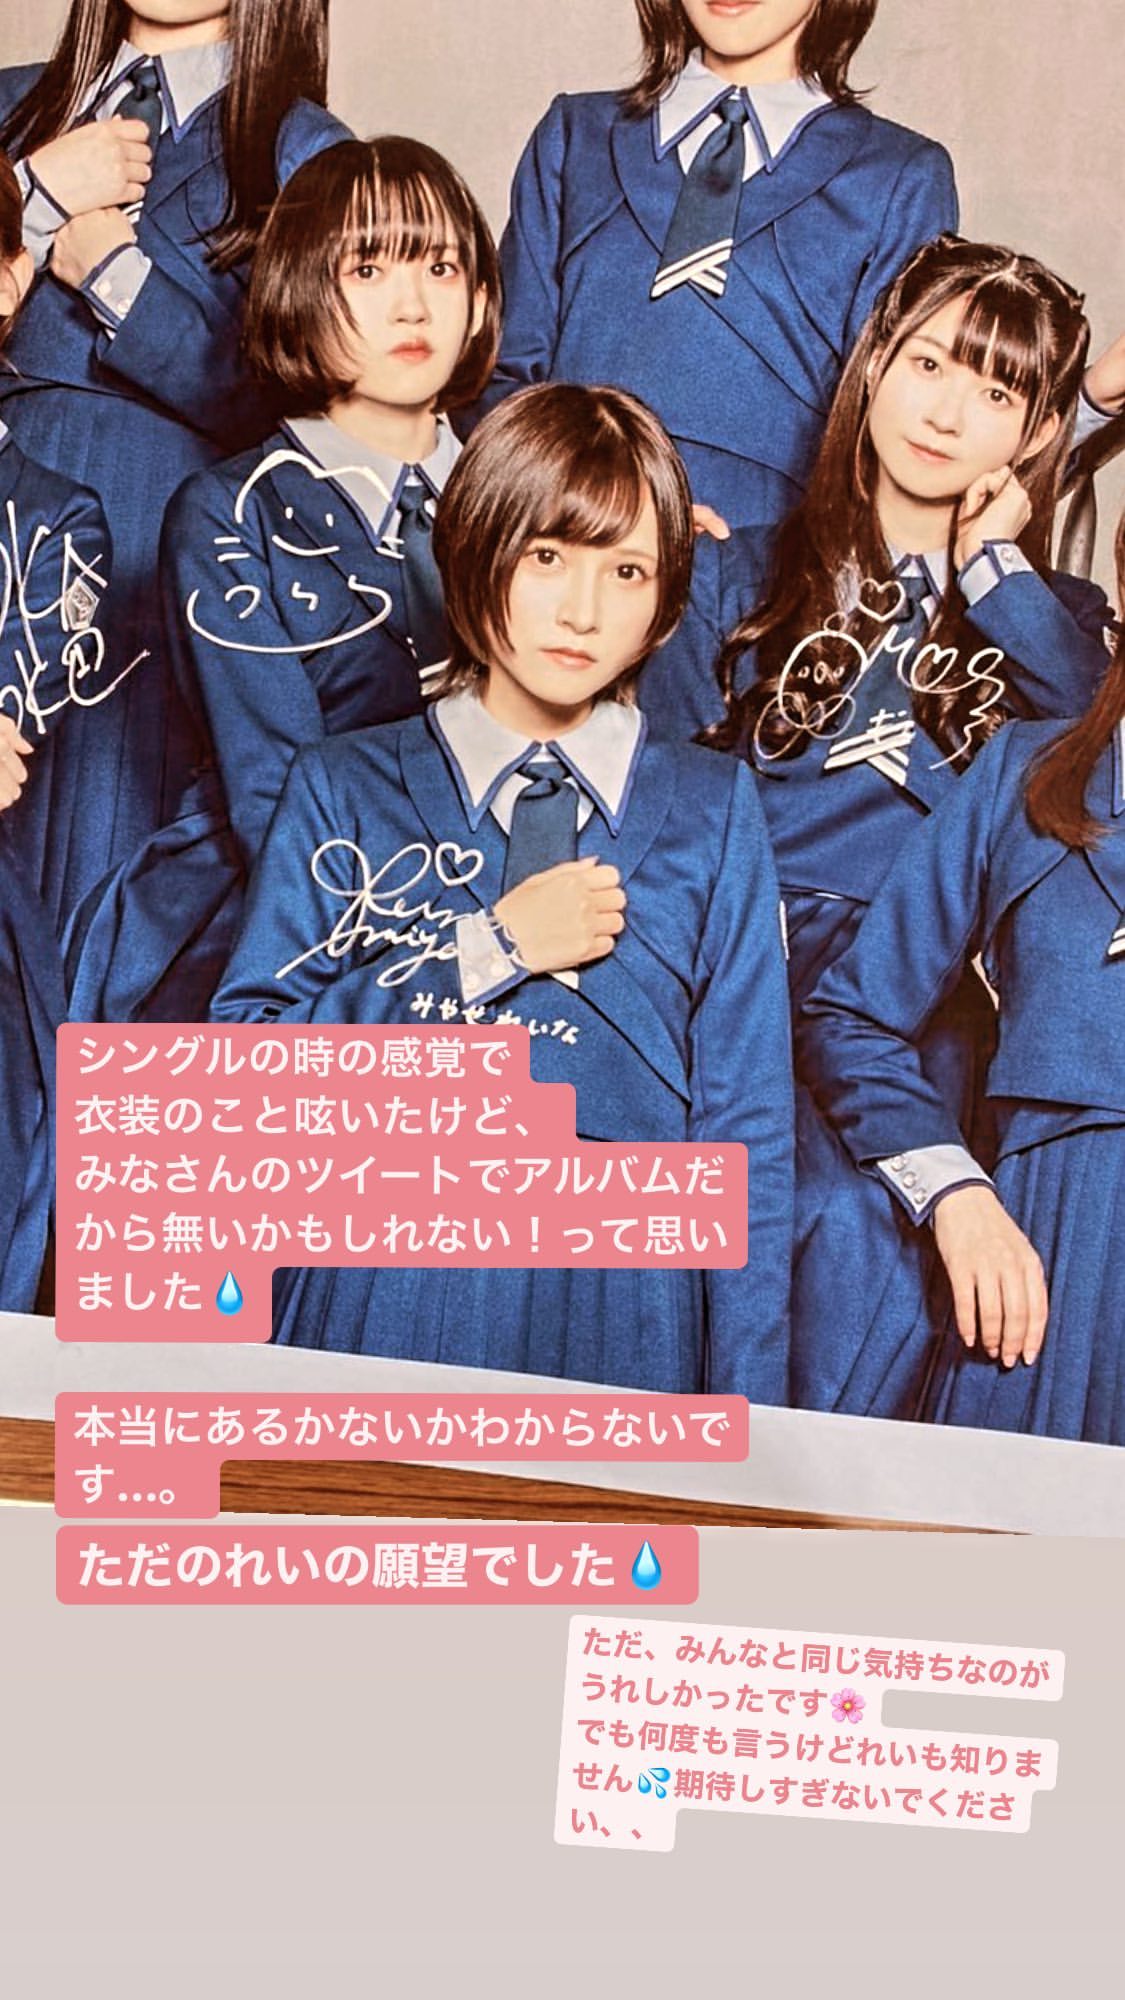 つらら
みやせれいな
シングルの時の感覚で
衣装のこと呟いたけど、
みなさんのツイートでアルバムだ
から無いかもしれない！って思い
ました💧
本当にあるかないかわからないで
す…。
ただのれいの願望でした💧
ただ、みんなと同じ気持ちなのが
うれしかったです🌸
でも何度も言うけどれいも知りま
せん💦期待しすぎないでくださ
い、、